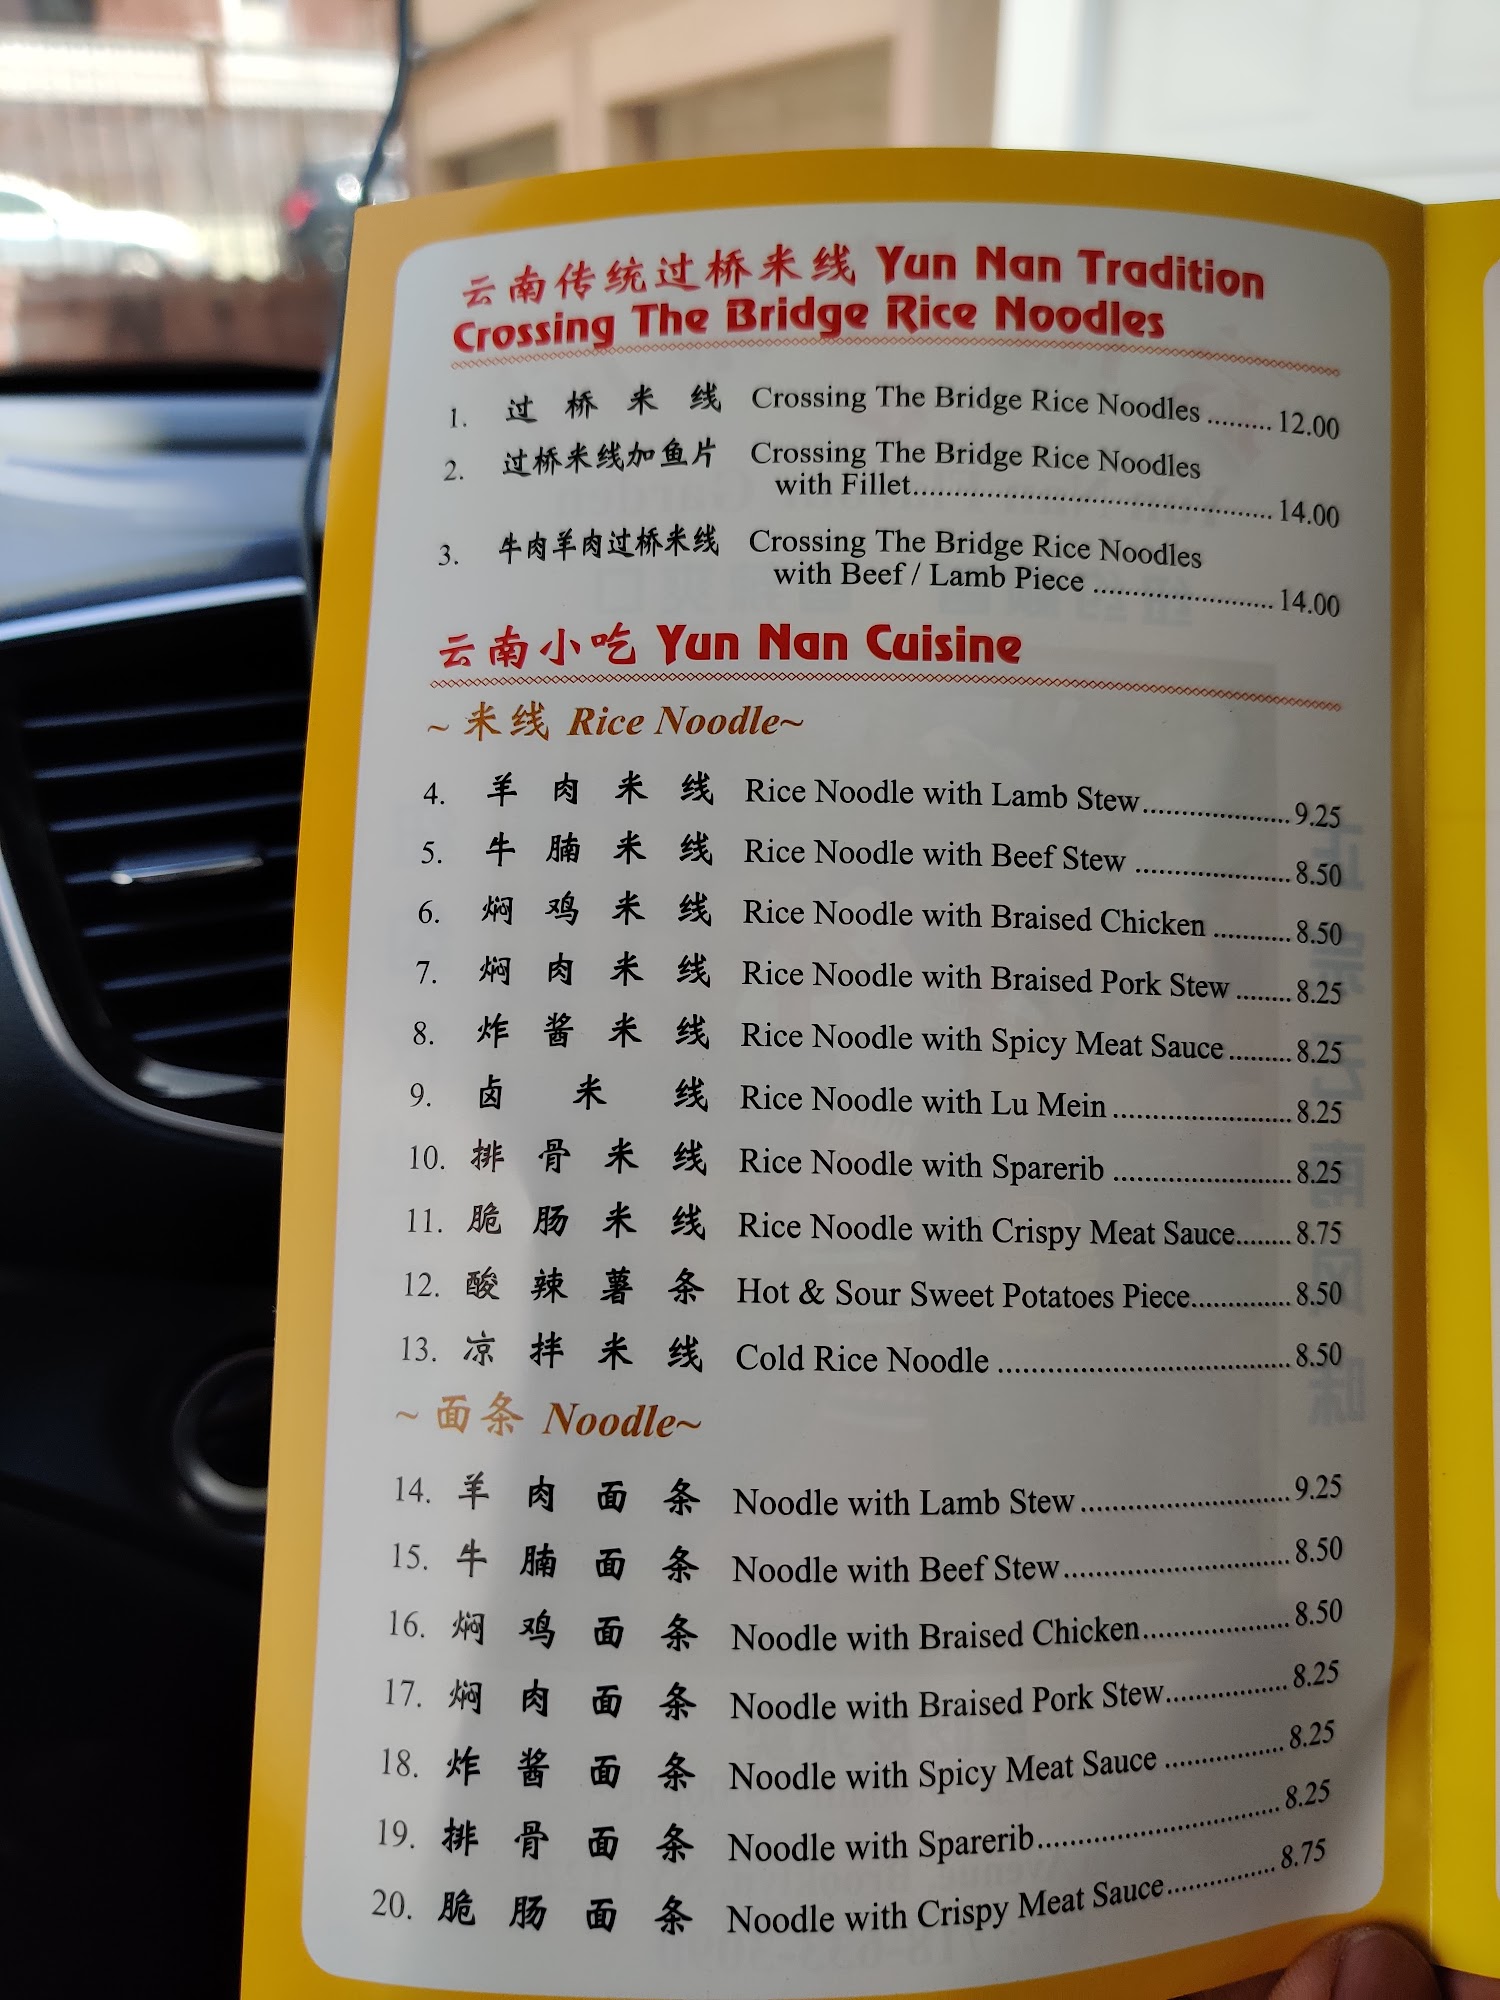 云南传统过桥米线 Yun Nan Tradition
Crossing The Bridge Rice Noodles
1. 过桥米线 Crossing The Bridge Rice Noodles ......... 12.00
2. 过桥米线加鱼片 Crossing The Bridge Rice Noodles
with Fillet.......................................... 14.00
3. 牛肉羊肉过桥米线 Crossing The Bridge Rice Noodles
with Beef / Lamb Piece ........................ 14.00
云南小吃 Yun Nan Cuisine
~ 米线 Rice Noodle~
4. 羊肉米线 Rice Noodle with Lamb Stew................... 9.25
5. 牛腩米线 Rice Noodle with Beef Stew .................... 8.50
6. 焖鸡米线 Rice Noodle with Braised Chicken .......... 8.50
7. 焖肉米线 Rice Noodle with Braised Pork Stew ....... 8.25
8. 炸酱米线 Rice Noodle with Spicy Meat Sauce ........ 8.25
9. 卤米线 Rice Noodle with Lu Mein ....................... 8.25
10. 排骨米线 Rice Noodle with Sparerib ....................... 8.25
11. 脆肠米线 Rice Noodle with Crispy Meat Sauce....... 8.75
12. 酸辣薯条 Hot & Sour Sweet Potatoes Piece............. 8.50
13. 凉拌米线 Cold Rice Noodle ..................................... 8.50
~ 面条 Noodle~
14. 羊肉面条 Noodle with Lamb Stew ........................... 9.25
15. 牛腩面条 Noodle with Beef Stew............................. 8.50
16. 焖鸡面条 Noodle with Braised Chicken................... 8.50
17. 焖肉面条 Noodle with Braised Pork Stew................ 8.25
18. 炸酱面条 Noodle with Spicy Meat Sauce ............... 8.25
19. 排骨面条 Noodle with Sparerib................................ 8.25
20. 脆肠面条 Noodle with Crispy Meat Sauce.............. 8.75